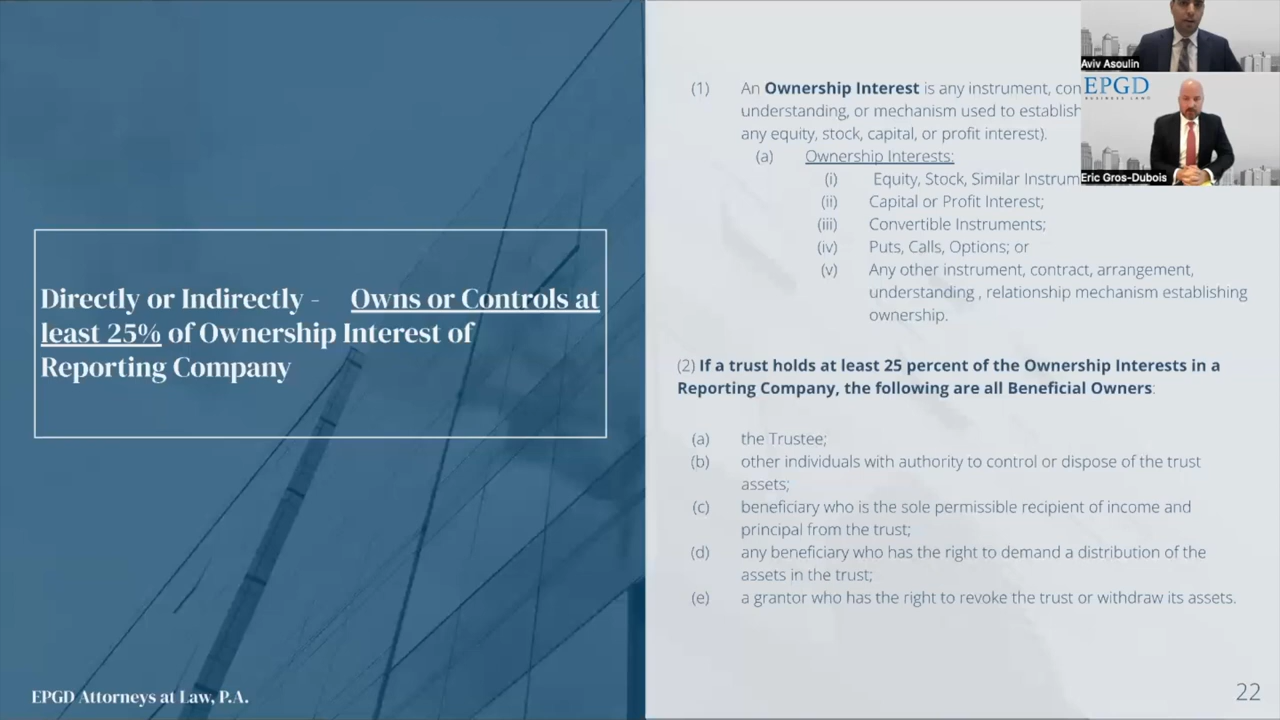 Directly or Indirectly - Owns or Controls at
least 25% of Ownership Interest of
Reporting Company
EPGD Attorneys at Law, P.A.
(1) An Ownership Interest is any instrument, con
understanding, or mechanism used to establish
any equity, stock, capital, or profit interest).
(a) Ownership Interests:
(i) Equity, Stock, Similar Instrum
(ii) Capital or Profit Interest;
(iii) Convertible Instruments;
(iv) Puts, Calls, Options; or
(v) Any other instrument, contract, arrangement,
understanding , relationship mechanism establishing
ownership.
(2) If a trust holds at least 25 percent of the Ownership Interests in a
Reporting Company, the following are all Beneficial Owners:
(a) the Trustee;
(b) other individuals with authority to control or dispose of the trust
assets;
(c) beneficiary who is the sole permissible recipient of income and
principal from the trust;
(d) any beneficiary who has the right to demand a distribution of the
assets in the trust;
(e) a grantor who has the right to revoke the trust or withdraw its assets.
22
Aviv Asoulin
EPGD
BUSINESS LAW
Eric Gros-Dubois